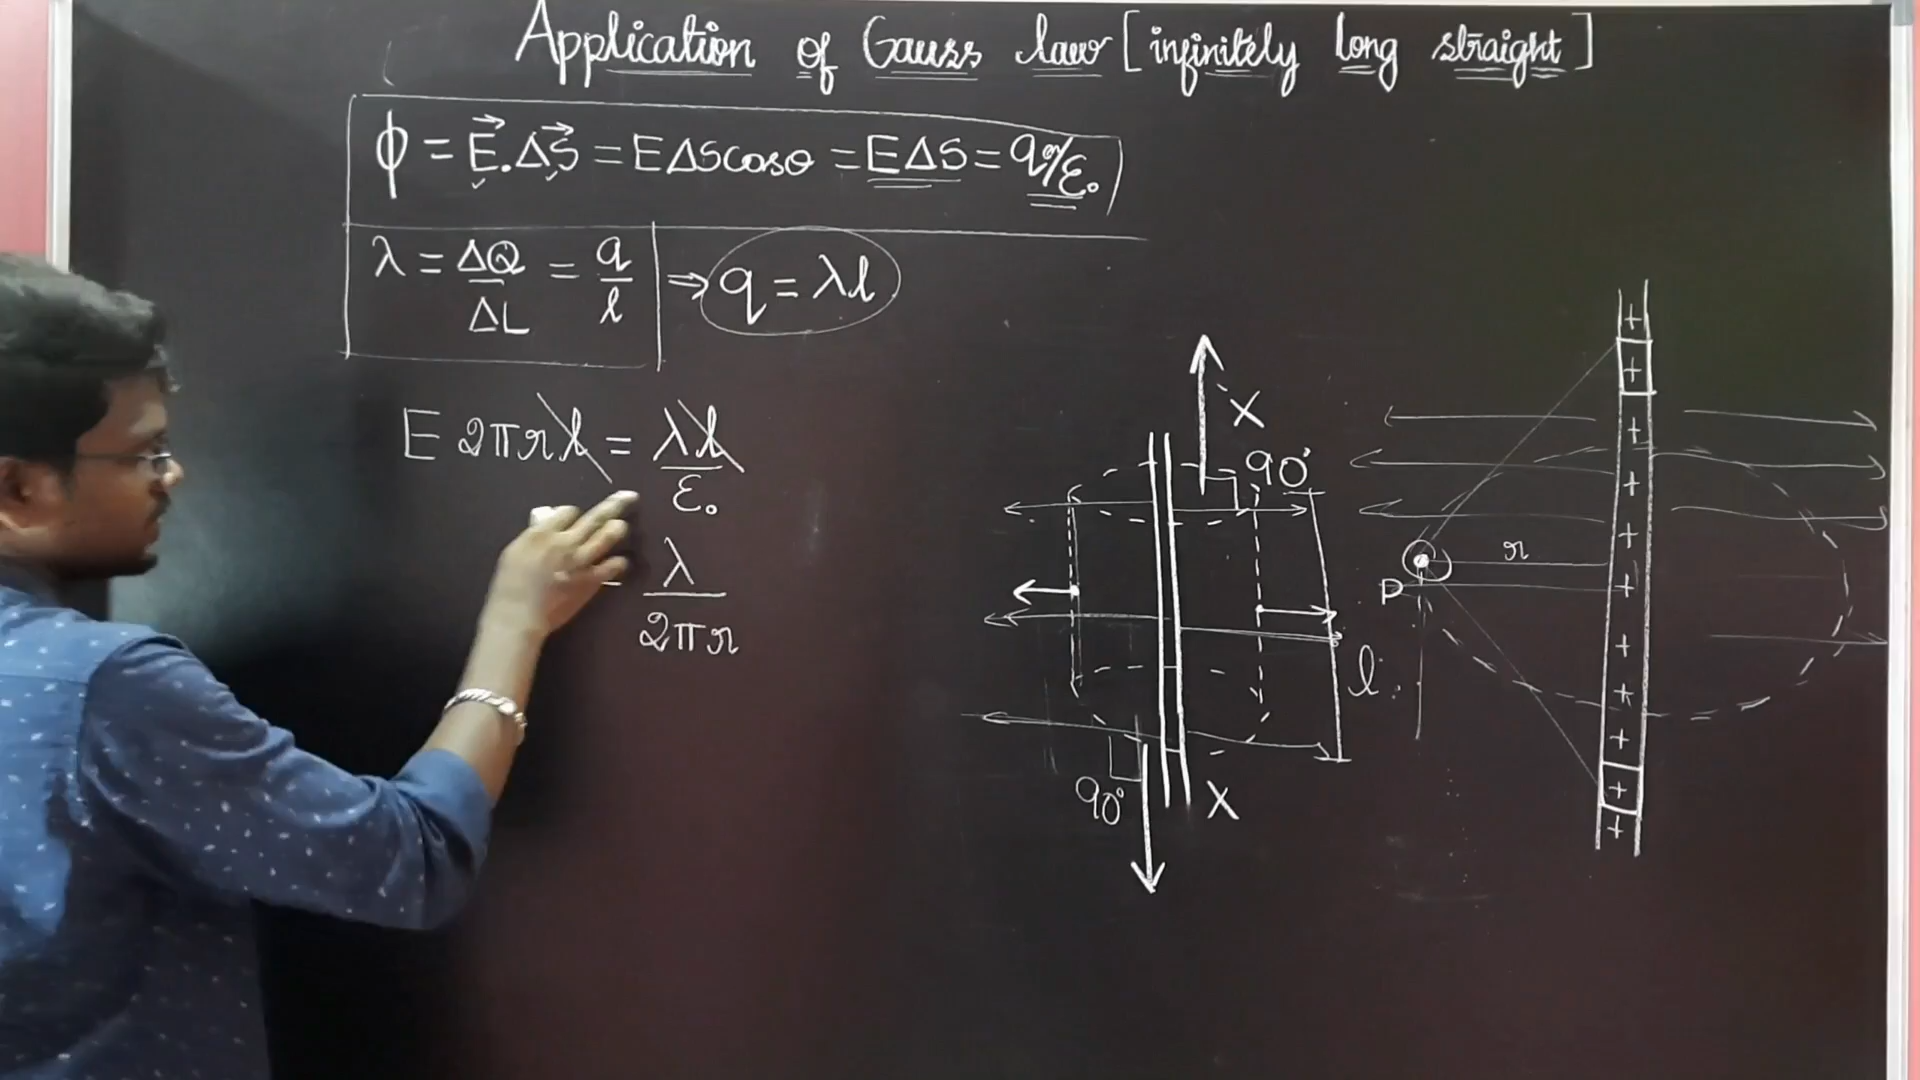 Application of Gauss law [infinitely long straight]
ϕ = E⃗.ΔS⃗ = EΔScosθ = EΔS = q/ε₀
λ = ΔQ/ΔL = q/l ⇒ q = λl
E 2πrl = λl/ε₀
= λ/2πr
X
90°
l
90°
X
r
P
+
+
+
+
+
+
+
+
+
+
+